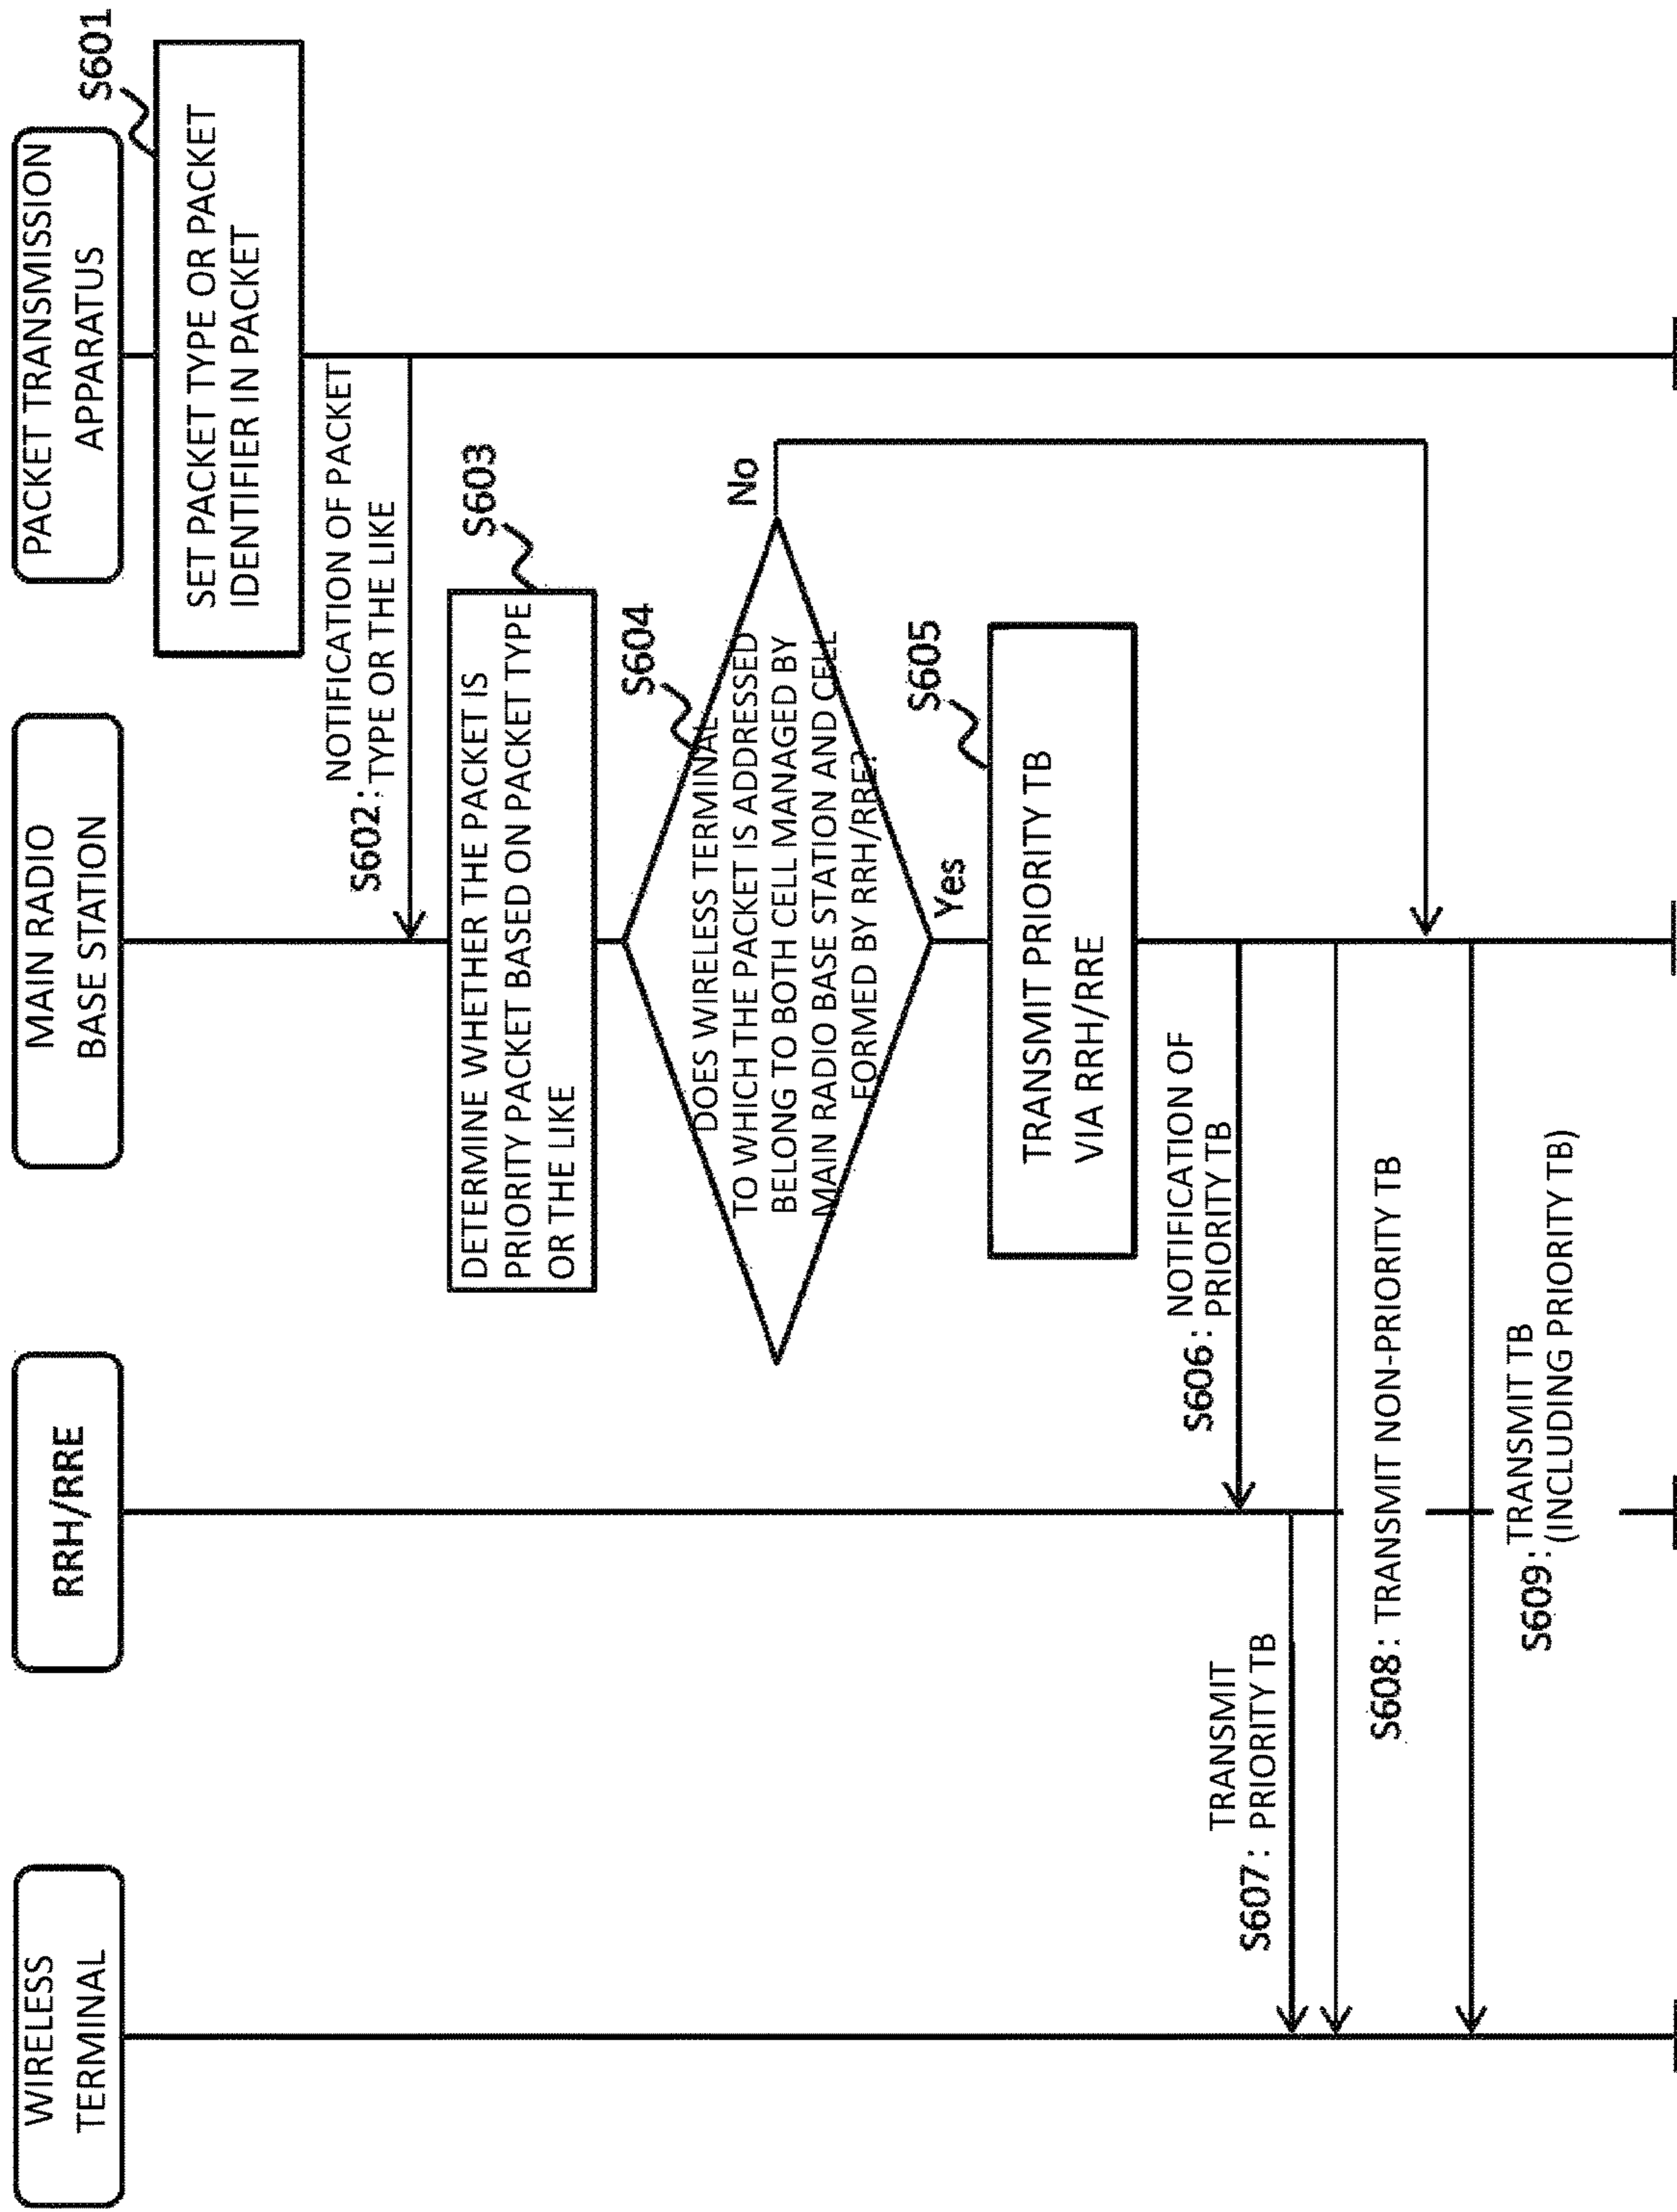 WIRELESS
TERMINAL
RRH/RRE
MAIN RADIO
BASE STATION
PACKET TRANSMISSION
APPARATUS
S601
SET PACKET TYPE OR PACKET
IDENTIFIER IN PACKET
NOTIFICATION OF PACKET
S602: TYPE OR THE LIKE
S603
DETERMINE WHETHER THE PACKET IS
PRIORITY PACKET BASED ON PACKET TYPE
OR THE LIKE
S604
DOES WIRELESS TERMINAL
TO WHICH THE PACKET IS ADDRESSED
BELONG TO BOTH CELL MANAGED BY
MAIN RADIO BASE STATION AND CELL
FORMED BY RRH/RRE?
No
Yes
S605
TRANSMIT PRIORITY TB
VIA RRH/RRE
NOTIFICATION OF
S606: PRIORITY TB
TRANSMIT
S607: PRIORITY TB
S608: TRANSMIT NON-PRIORITY TB
S609: TRANSMIT TB
(INCLUDING PRIORITY TB)